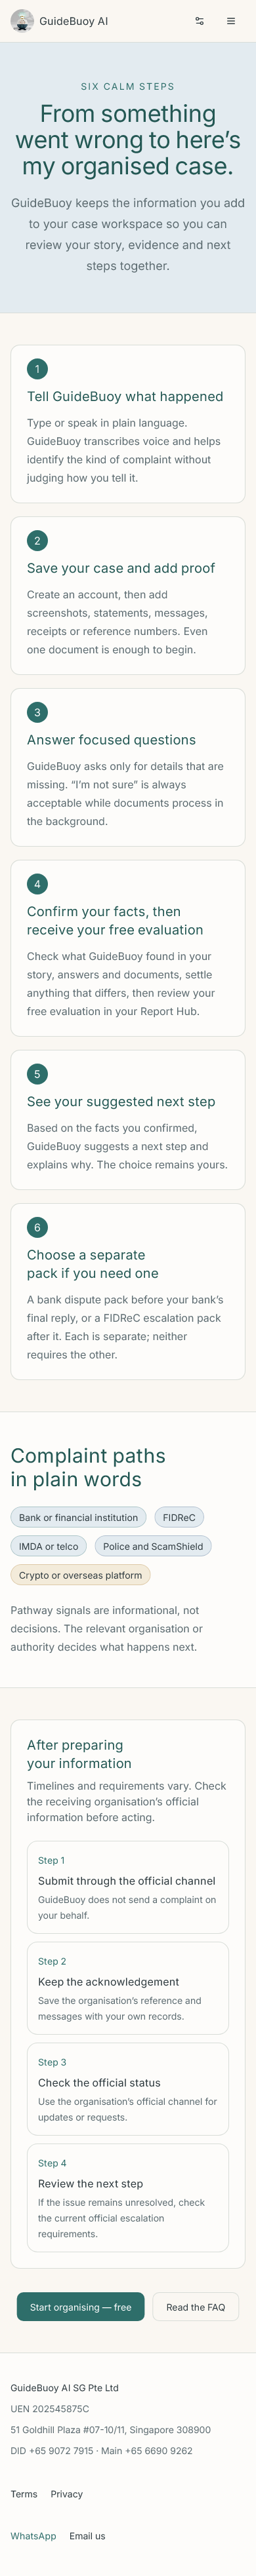 GuideBuoy AI
SIX CALM STEPS
From something
went wrong to here’s
my organised case.
GuideBuoy keeps the information you add
to your case workspace so you can
review your story, evidence and next
steps together.
1
Tell GuideBuoy what happened
Type or speak in plain language.
GuideBuoy transcribes voice and helps
identify the kind of complaint without
judging how you tell it.
2
Save your case and add proof
Create an account, then add
screenshots, statements, messages,
receipts or reference numbers. Even
one document is enough to begin.
3
Answer focused questions
GuideBuoy asks only for details that are
missing. “I’m not sure” is always
acceptable while documents process in
the background.
4
Confirm your facts, then
receive your free evaluation
Check what GuideBuoy found in your
story, answers and documents, settle
anything that differs, then review your
free evaluation in your Report Hub.
5
See your suggested next step
Based on the facts you confirmed,
GuideBuoy suggests a next step and
explains why. The choice remains yours.
6
Choose a separate
pack if you need one
A bank dispute pack before your bank’s
final reply, or a FIDReC escalation pack
after it. Each is separate; neither
requires the other.
Complaint paths
in plain words
Bank or financial institution
FIDReC
IMDA or telco
Police and ScamShield
Crypto or overseas platform
Pathway signals are informational, not
decisions. The relevant organisation or
authority decides what happens next.
After preparing
your information
Timelines and requirements vary. Check
the receiving organisation’s official
information before acting.
Step 1
Submit through the official channel
GuideBuoy does not send a complaint on
your behalf.
Step 2
Keep the acknowledgement
Save the organisation’s reference and
messages with your own records.
Step 3
Check the official status
Use the organisation’s official channel for
updates or requests.
Step 4
Review the next step
If the issue remains unresolved, check
the current official escalation
requirements.
Start organising — free
Read the FAQ
GuideBuoy AI SG Pte Ltd
UEN 202545875C
51 Goldhill Plaza #07-10/11, Singapore 308900
DID +65 9072 7915 · Main +65 6690 9262
Terms
Privacy
WhatsApp
Email us